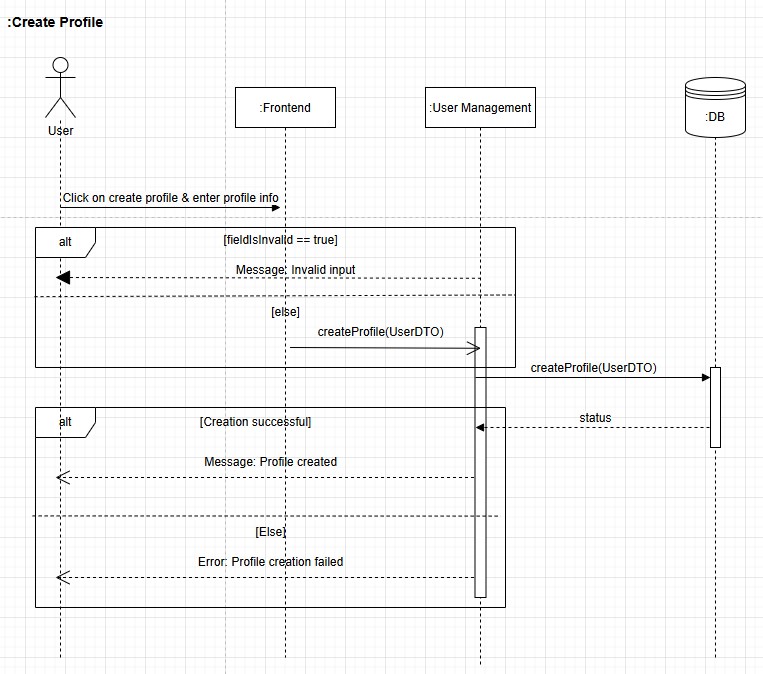 :Create Profile
User
:Frontend
:User Management
:DB
Click on create profile & enter profile info
alt
[fieldIsInvalid == true]
Message: Invalid input
[else]
createProfile(UserDTO)
createProfile(UserDTO)
alt
[Creation successful]
status
Message: Profile created
[Else]
Error: Profile creation failed